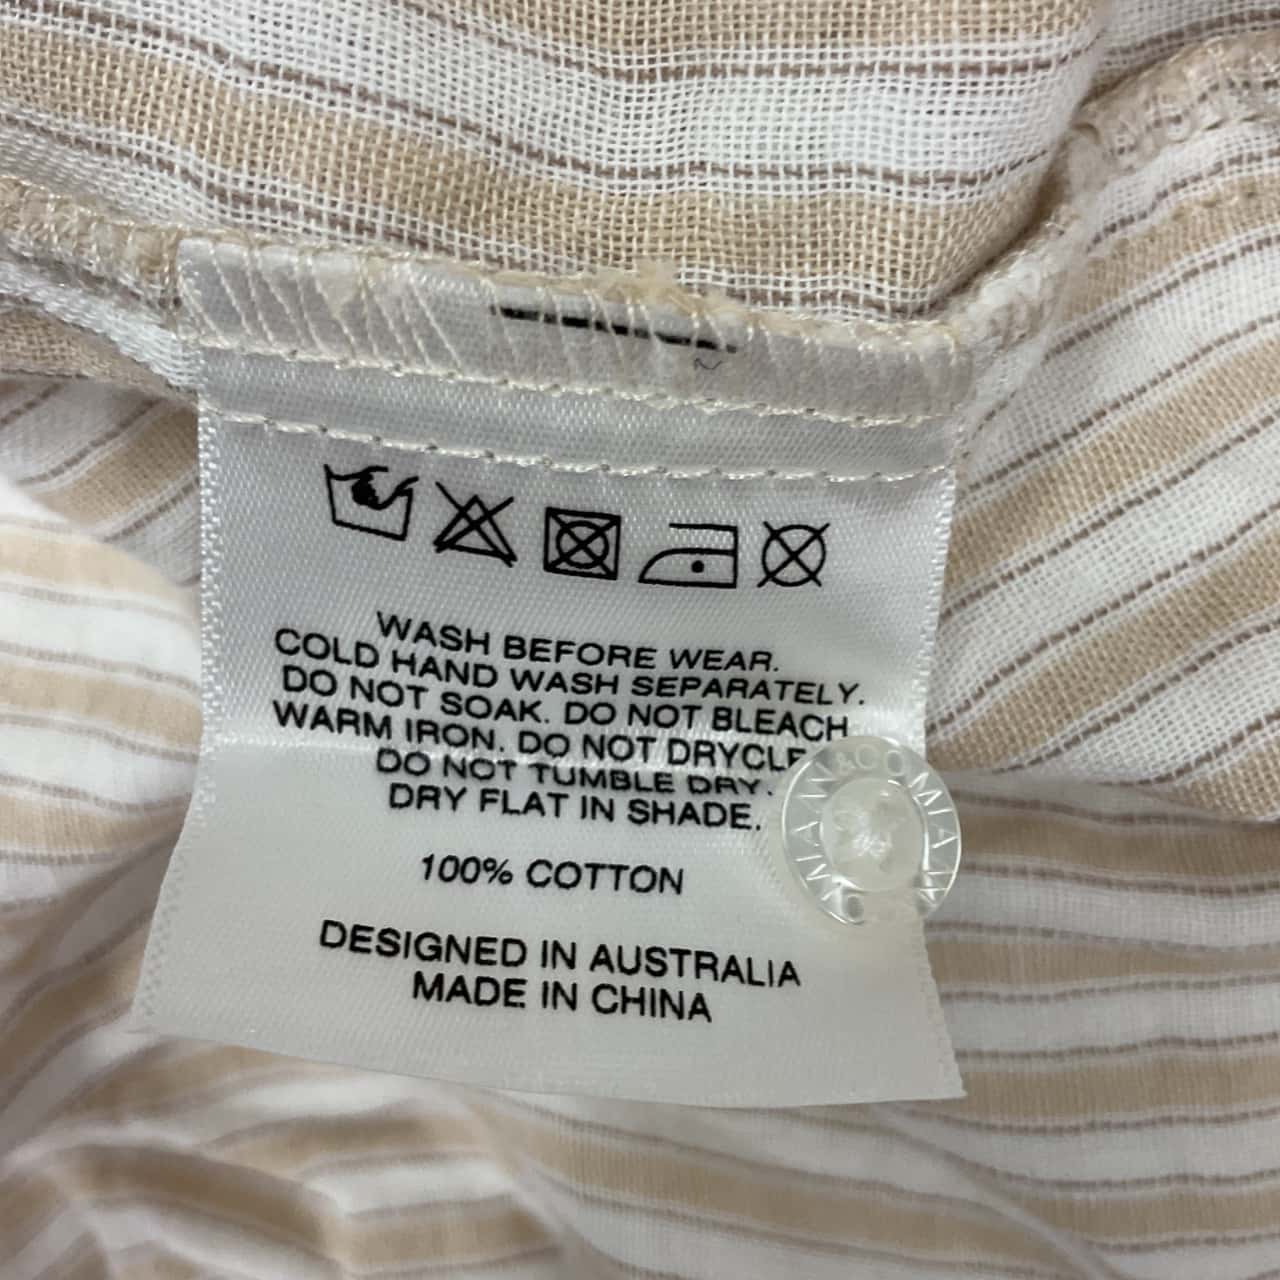 WASH BEFORE WEAR.
COLD HAND WASH SEPARATELY.
DO NOT SOAK. DO NOT BLEACH
WARM IRON. DO NOT DRYCLE
DO NOT TUMBLE DRY.
DRY FLAT IN SHADE.
100% COTTON
DESIGNED IN AUSTRALIA
MADE IN CHINA